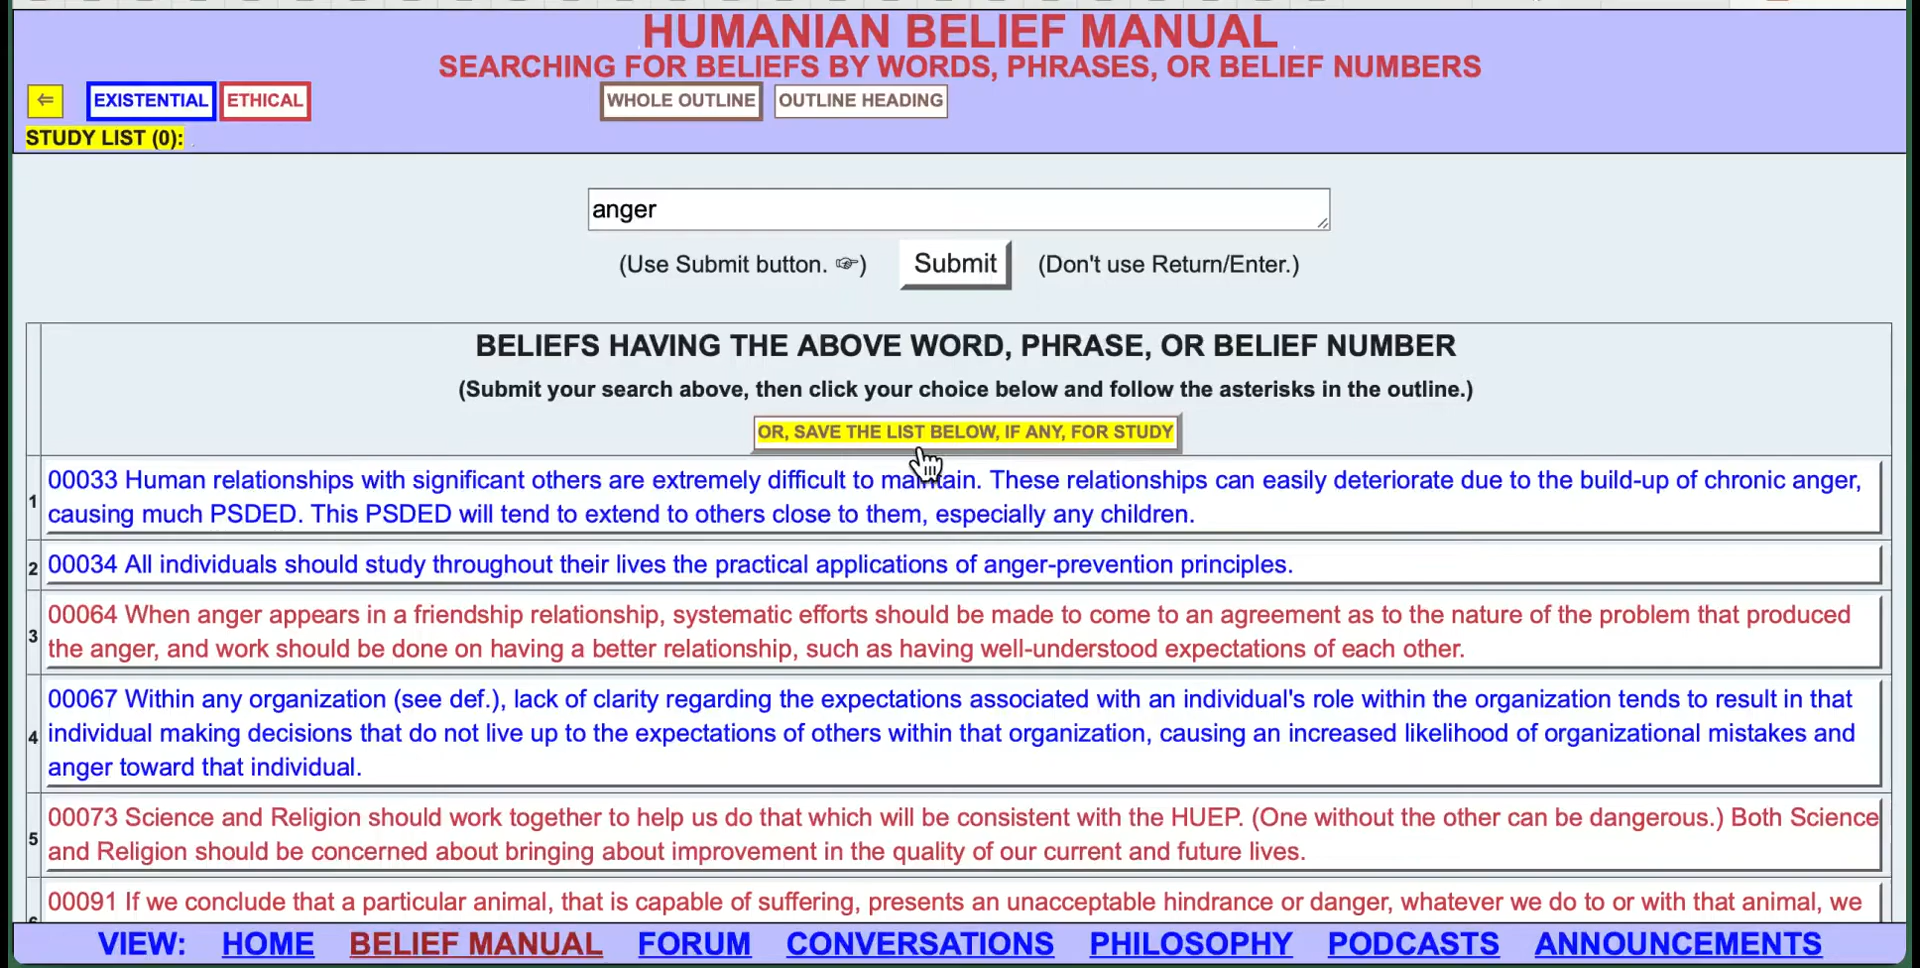 HUMANIAN BELIEF MANUAL
SEARCHING FOR BELIEFS BY WORDS, PHRASES, OR BELIEF NUMBERS
⇐ EXISTENTIAL ETHICAL WHOLE OUTLINE OUTLINE HEADING
STUDY LIST (0):
anger
(Use Submit button. ☞) Submit (Don't use Return/Enter.)
BELIEFS HAVING THE ABOVE WORD, PHRASE, OR BELIEF NUMBER
(Submit your search above, then click your choice below and follow the asterisks in the outline.)
OR, SAVE THE LIST BELOW, IF ANY, FOR STUDY
1 00033 Human relationships with significant others are extremely difficult to maintain. These relationships can easily deteriorate due to the build-up of chronic anger,
causing much PSDED. This PSDED will tend to extend to others close to them, especially any children.
2 00034 All individuals should study throughout their lives the practical applications of anger-prevention principles.
3 00064 When anger appears in a friendship relationship, systematic efforts should be made to come to an agreement as to the nature of the problem that produced
the anger, and work should be done on having a better relationship, such as having well-understood expectations of each other.
4 00067 Within any organization (see def.), lack of clarity regarding the expectations associated with an individual's role within the organization tends to result in that
individual making decisions that do not live up to the expectations of others within that organization, causing an increased likelihood of organizational mistakes and
anger toward that individual.
5 00073 Science and Religion should work together to help us do that which will be consistent with the HUEP. (One without the other can be dangerous.) Both Science
and Religion should be concerned about bringing about improvement in the quality of our current and future lives.
00091 If we conclude that a particular animal, that is capable of suffering, presents an unacceptable hindrance or danger, whatever we do to or with that animal, we
VIEW: HOME BELIEF MANUAL FORUM CONVERSATIONS PHILOSOPHY PODCASTS ANNOUNCEMENTS